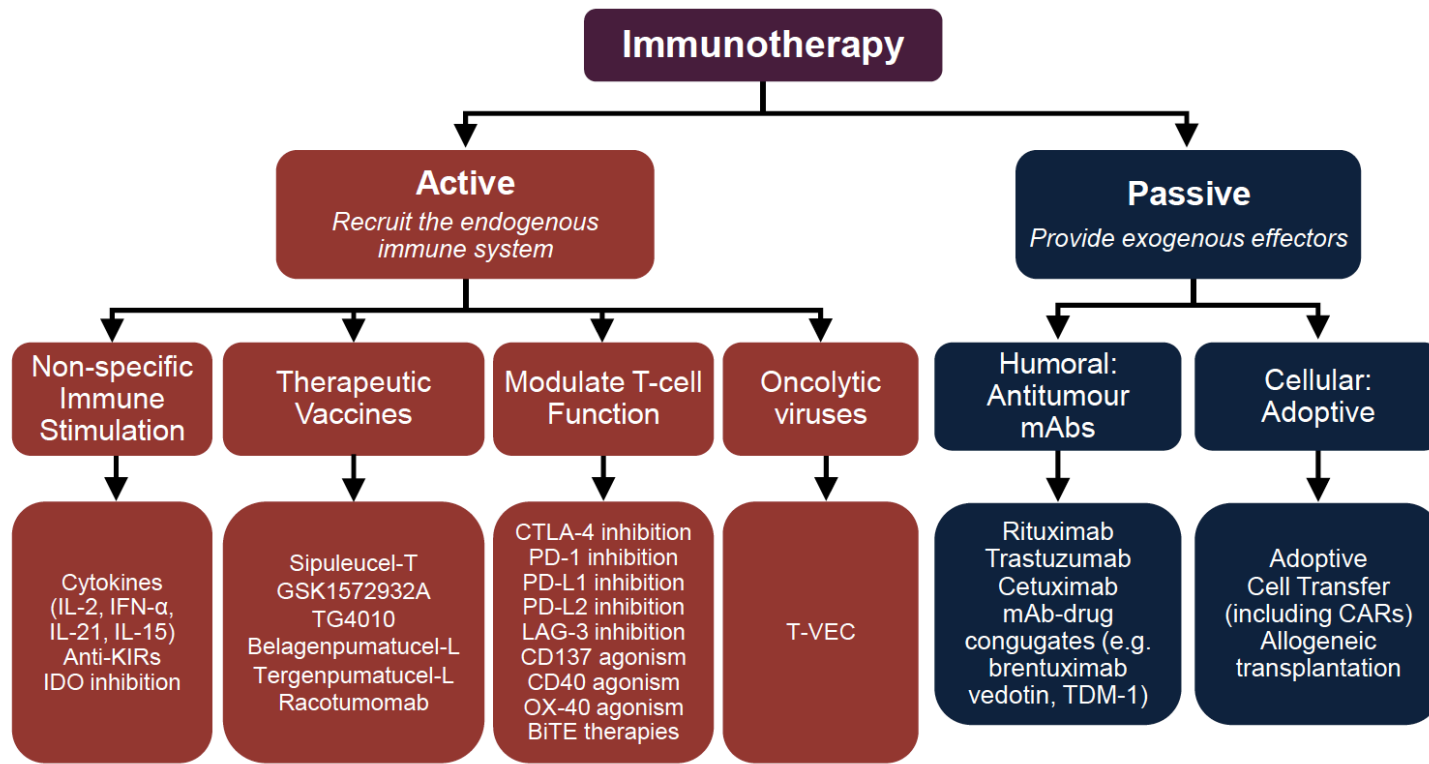 Immunotherapy
Active
Recruit the endogenous
immune system
Passive
Provide exogenous effectors
Non-specific
Immune
Stimulation
Therapeutic
Vaccines
Modulate T-cell
Function
Oncolytic
viruses
Humoral:
Antitumour
mAbs
Cellular:
Adoptive
Cytokines
(IL-2, IFN-α,
IL-21, IL-15)
Anti-KIRs
IDO inhibition
Sipuleucel-T
GSK1572932A
TG4010
Belagenpumatucel-L
Tergenpumatucel-L
Racotumomab
CTLA-4 inhibition
PD-1 inhibition
PD-L1 inhibition
PD-L2 inhibition
LAG-3 inhibition
CD137 agonism
CD40 agonism
OX-40 agonism
BiTE therapies
T-VEC
Rituximab
Trastuzumab
Cetuximab
mAb-drug
congugates (e.g.
brentuximab
vedotin, TDM-1)
Adoptive
Cell Transfer
(including CARs)
Allogeneic
transplantation